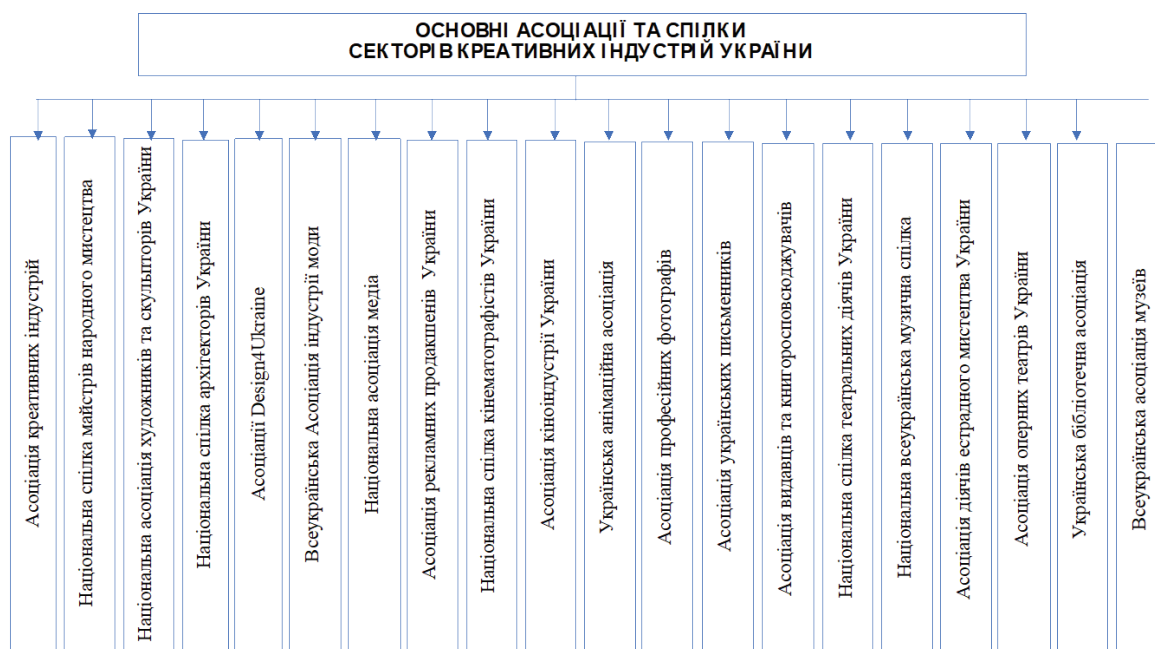 ОСНОВНІ АСОЦІАЦІЇ ТА СПІЛКИ
СЕКТОРІВ КРЕАТИВНИХ ІНДУСТРІЙ УКРАЇНИ
Асоціація креативних індустрій
Національна спілка майстрів народного мистецтва
Національна асоціація художників та скульпторів України
Національна спілка архітекторів України
Асоціації Design4Ukraine
Всеукраїнська Асоціація індустрії моди
Національна асоціація медіа
Асоціація рекламних продакшенів України
Національна спілка кінематографістів України
Асоціація кіноіндустрії України
Українська анімаційна асоціація
Асоціація професійних фотографів
Асоціація українських письменників
Асоціація видавців та книгоросповсюджувачів
Національна спілка театральних діячів України
Національна всеукраїнська музична спілка
Асоціація діячів естрадного мистецтва України
Асоціація оперних театрів України
Українська бібліотечна асоціація
Всеукраїнська асоціація музеїв